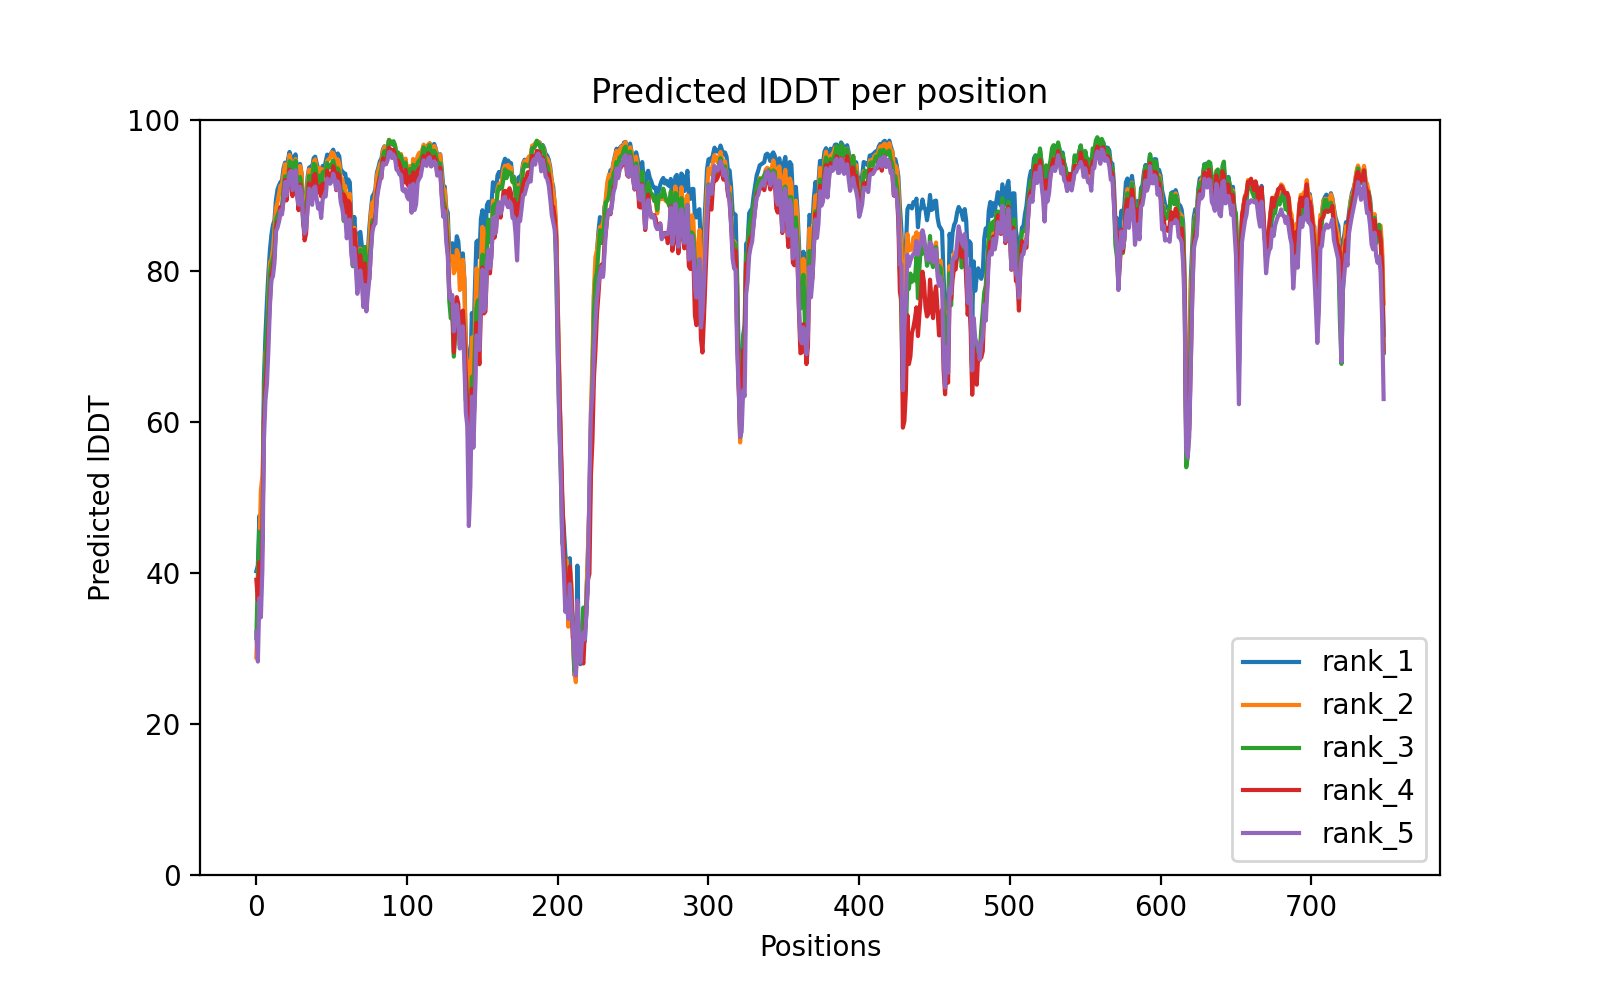 Predicted lDDT per position
100
80
60
40
20
0
Predicted lDDT
0 100 200 300 400 500 600 700
Positions
rank_1
rank_2
rank_3
rank_4
rank_5